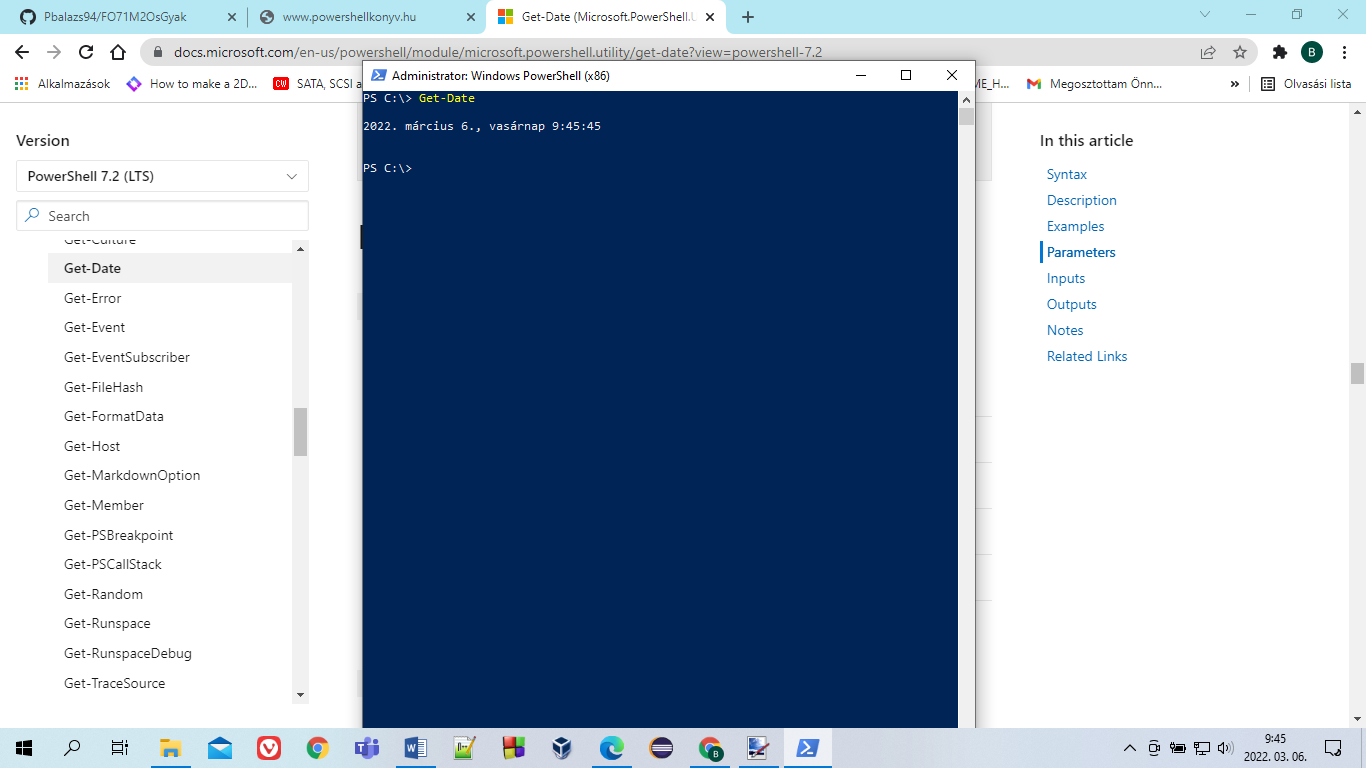 Pbalazs94/FO71M2OsGyak
www.powershellkonyv.hu
Get-Date (Microsoft.PowerShell.U
docs.microsoft.com/en-us/powershell/module/microsoft.powershell.utility/get-date?view=powershell-7.2
B
Alkalmazások
How to make a 2D...
CW
SATA, SCSI a
ME_H...
Megosztottam Önn...
»
Olvasási lista
Administrator: Windows PowerShell (x86)
PS C:\> Get-Date
2022. március 6., vasárnap 9:45:45
PS C:\>
Version
PowerShell 7.2 (LTS)
Search
Get-Culture
Get-Date
Get-Error
Get-Event
Get-EventSubscriber
Get-FileHash
Get-FormatData
Get-Host
Get-MarkdownOption
Get-Member
Get-PSBreakpoint
Get-PSCallStack
Get-Random
Get-Runspace
Get-RunspaceDebug
Get-TraceSource
In this article
Syntax
Description
Examples
Parameters
Inputs
Outputs
Notes
Related Links
9:45
2022. 03. 06.